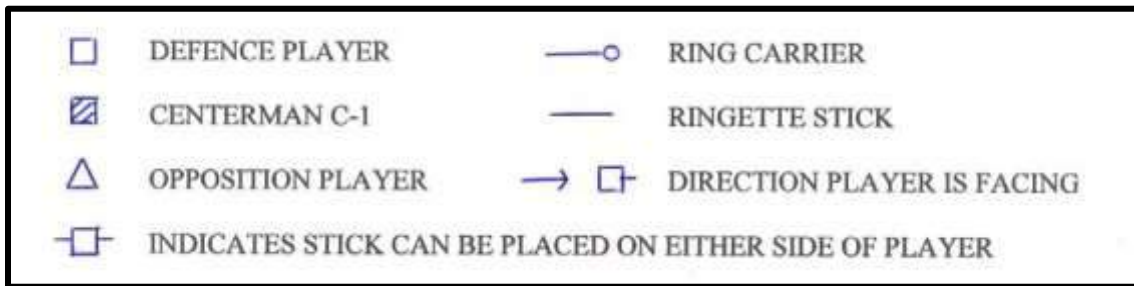 DEFENCE PLAYER
RING CARRIER
CENTERMAN C-1
RINGETTE STICK
OPPOSITION PLAYER
DIRECTION PLAYER IS FACING
INDICATES STICK CAN BE PLACED ON EITHER SIDE OF PLAYER